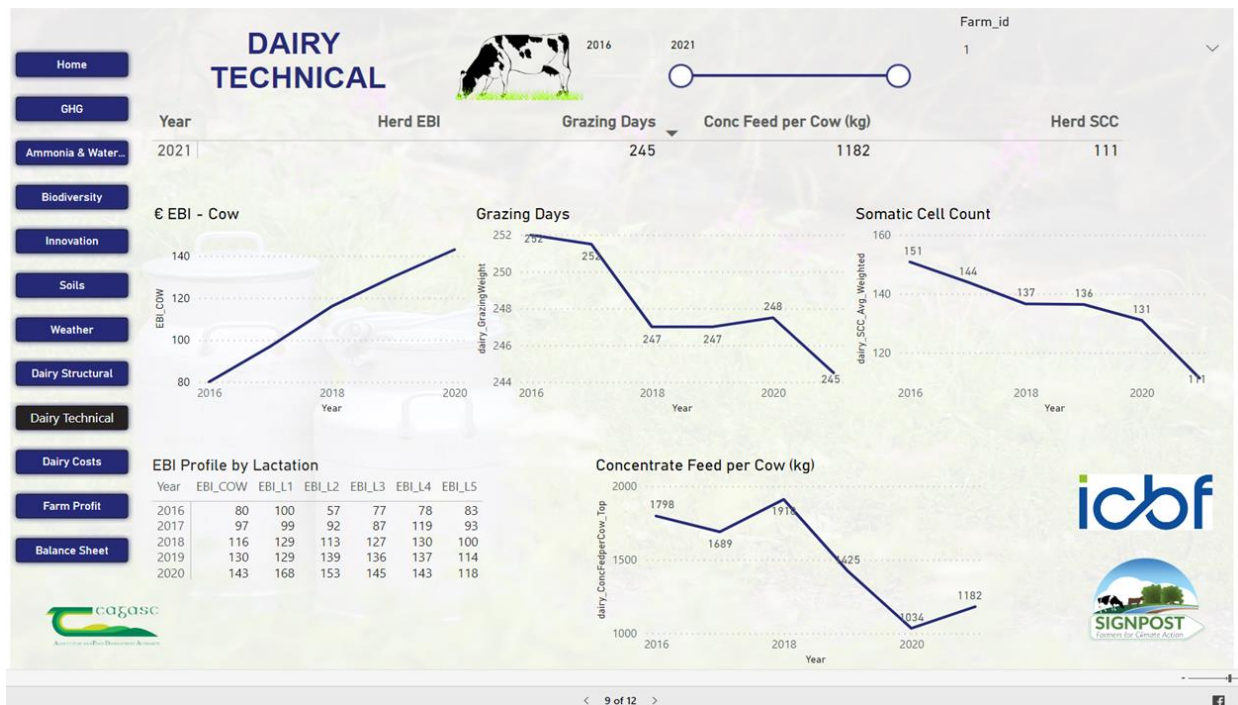 DAIRY
TECHNICAL
2016 2021
Farm_id
1
Home
GHG
Ammonia & Water...
Biodiversity
Innovation
Soils
Weather
Dairy Structural
Dairy Technical
Dairy Costs
Farm Profit
Balance Sheet
Year Herd EBI Grazing Days Conc Feed per Cow (kg) Herd SCC
2021 245 1182 111
€ EBI - Cow
EBI_COW
140
120
100
80
2016 2018 2020
Year
Grazing Days
dairy_GrazingWeight
252
250
248
246
244
252
252
247
247
248
245
2016 2018 2020
Year
Somatic Cell Count
dairy_SCC_Avg_Weighted
160
140
120
151
144
137
136
131
111
2016 2018 2020
Year
EBI Profile by Lactation
Year EBI_COW EBI_L1 EBI_L2 EBI_L3 EBI_L4 EBI_L5
2016 80 100 57 77 78 83
2017 97 99 92 87 119 93
2018 116 129 113 127 130 100
2019 130 129 139 136 137 114
2020 143 168 153 145 143 118
Concentrate Feed per Cow (kg)
dairy_ConcFedperCow_Top
2000
1500
1000
1798
1689
1910
1425
1034
1182
2016 2018 2020
Year
icbf
SIGNPOST
Farmers for Climate Action
eagasc
Agriculture and Food Development Authority
9 of 12